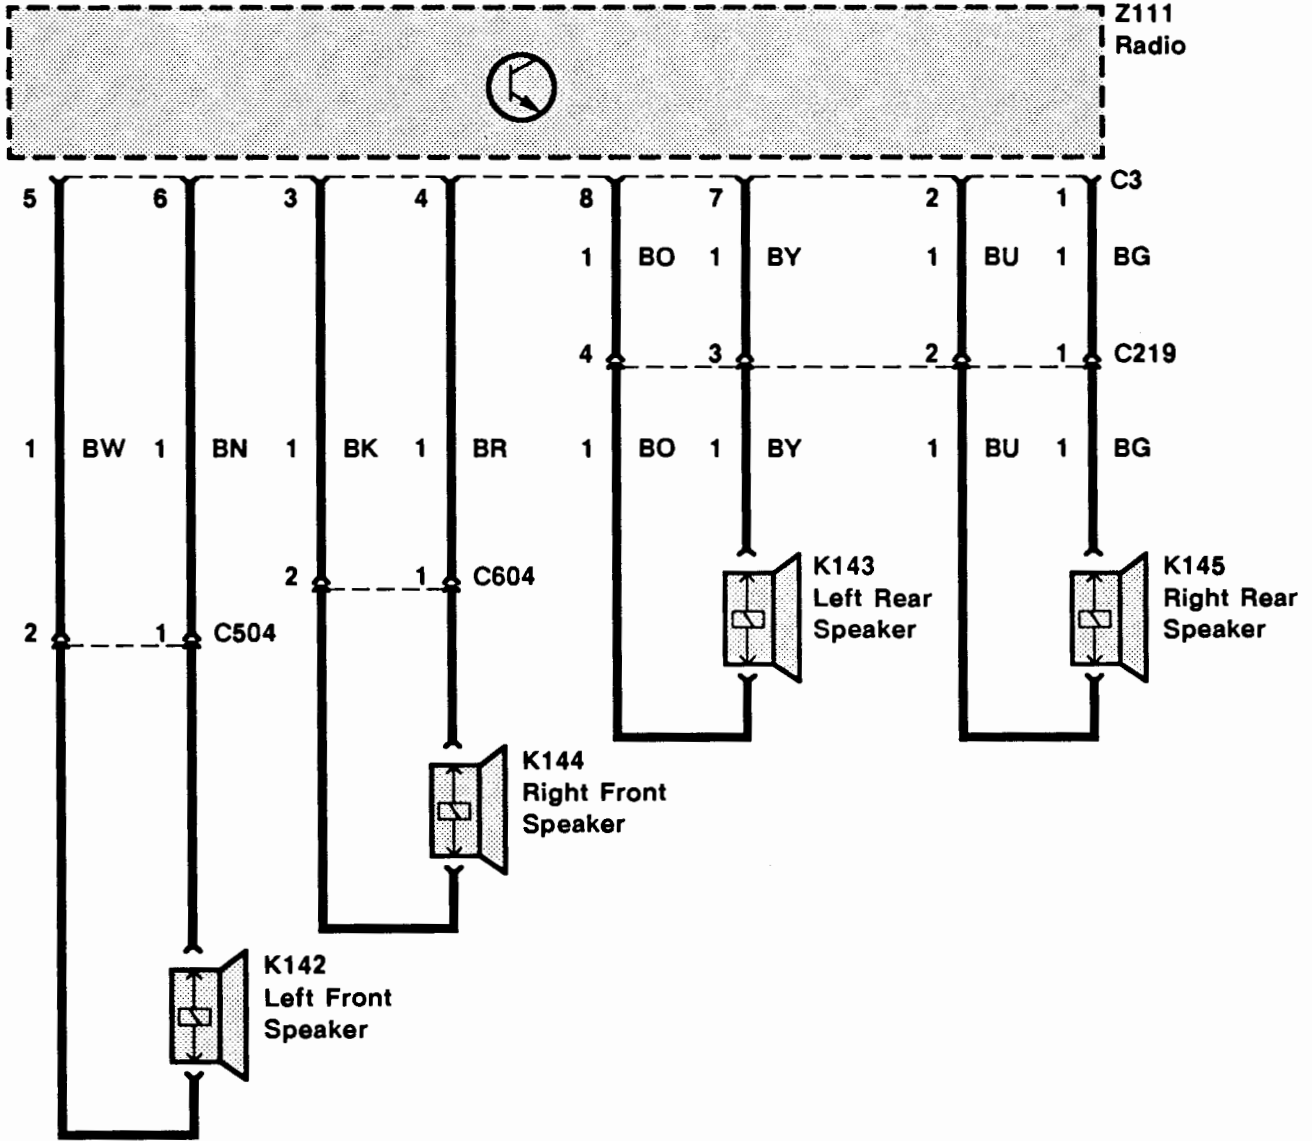 Z111
Radio
C3
5 6 3 4 8 7 2 1
1 BO 1 BY 1 BU 1 BG
4 3 2 1 C219
1 BW 1 BN 1 BK 1 BR 1 BO 1 BY 1 BU 1 BG
2 1 C604
K143
Left Rear
Speaker
K145
Right Rear
Speaker
2 1 C504
K144
Right Front
Speaker
K142
Left Front
Speaker